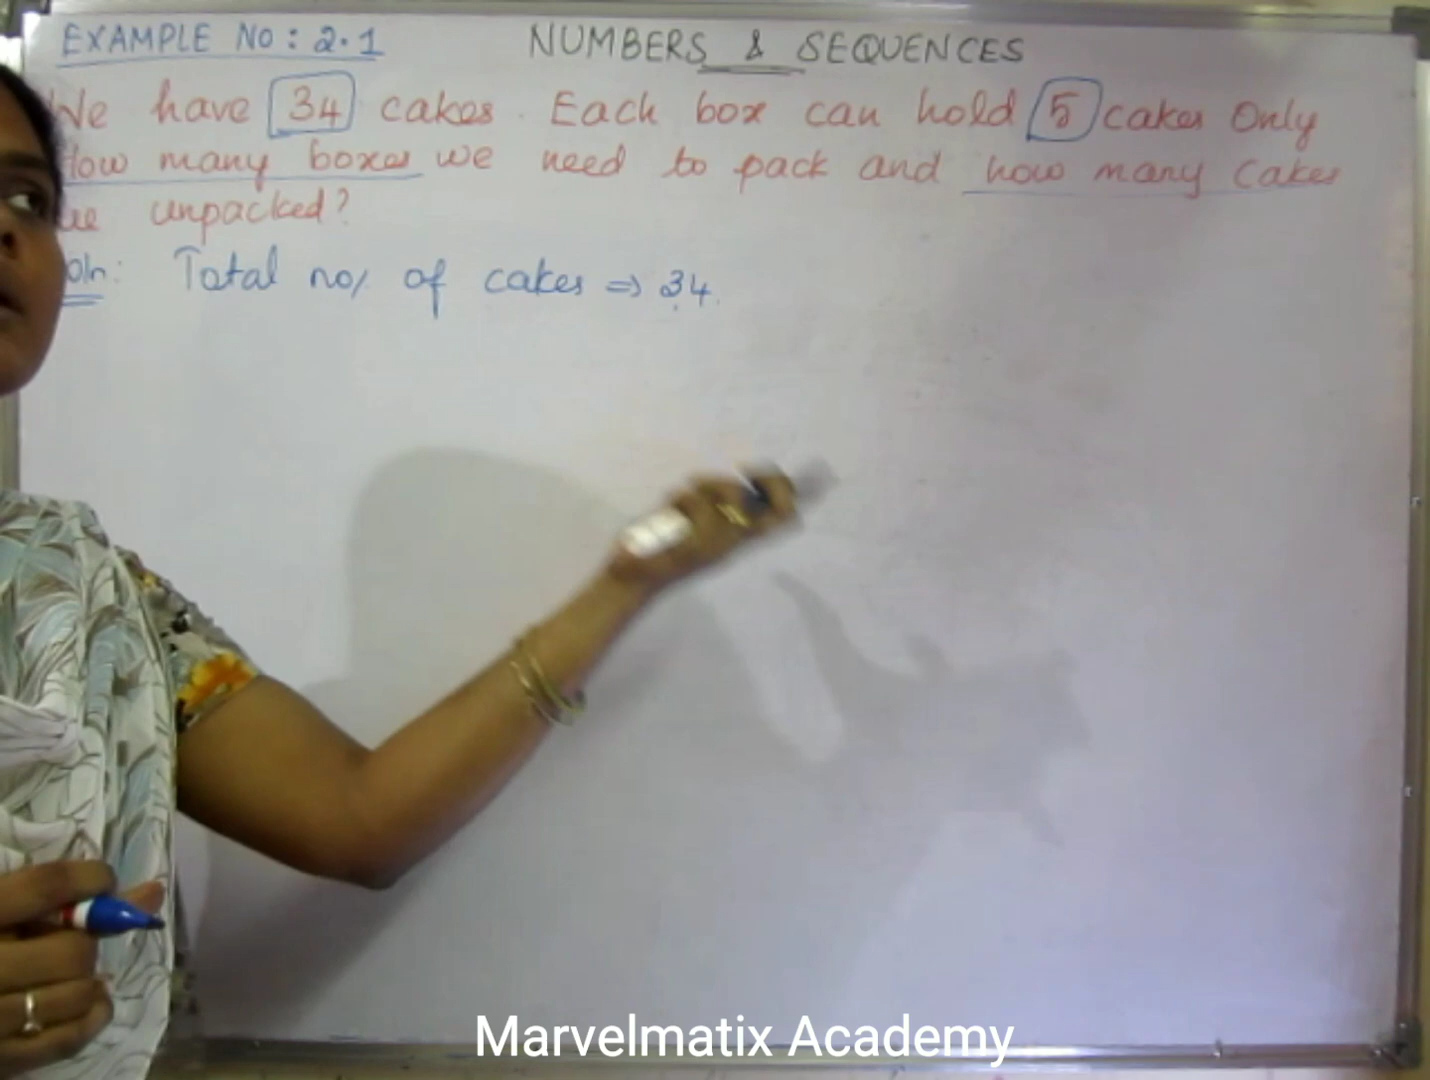 EXAMPLE NO: 2.1
NUMBERS & SEQUENCES
We have 34 cakes. Each box can hold 5 cakes Only
How many boxes we need to pack and how many Cakes
unpacked?
Soln: Total no/. of cakes ⇒ 34.
Marvelmatix Academy